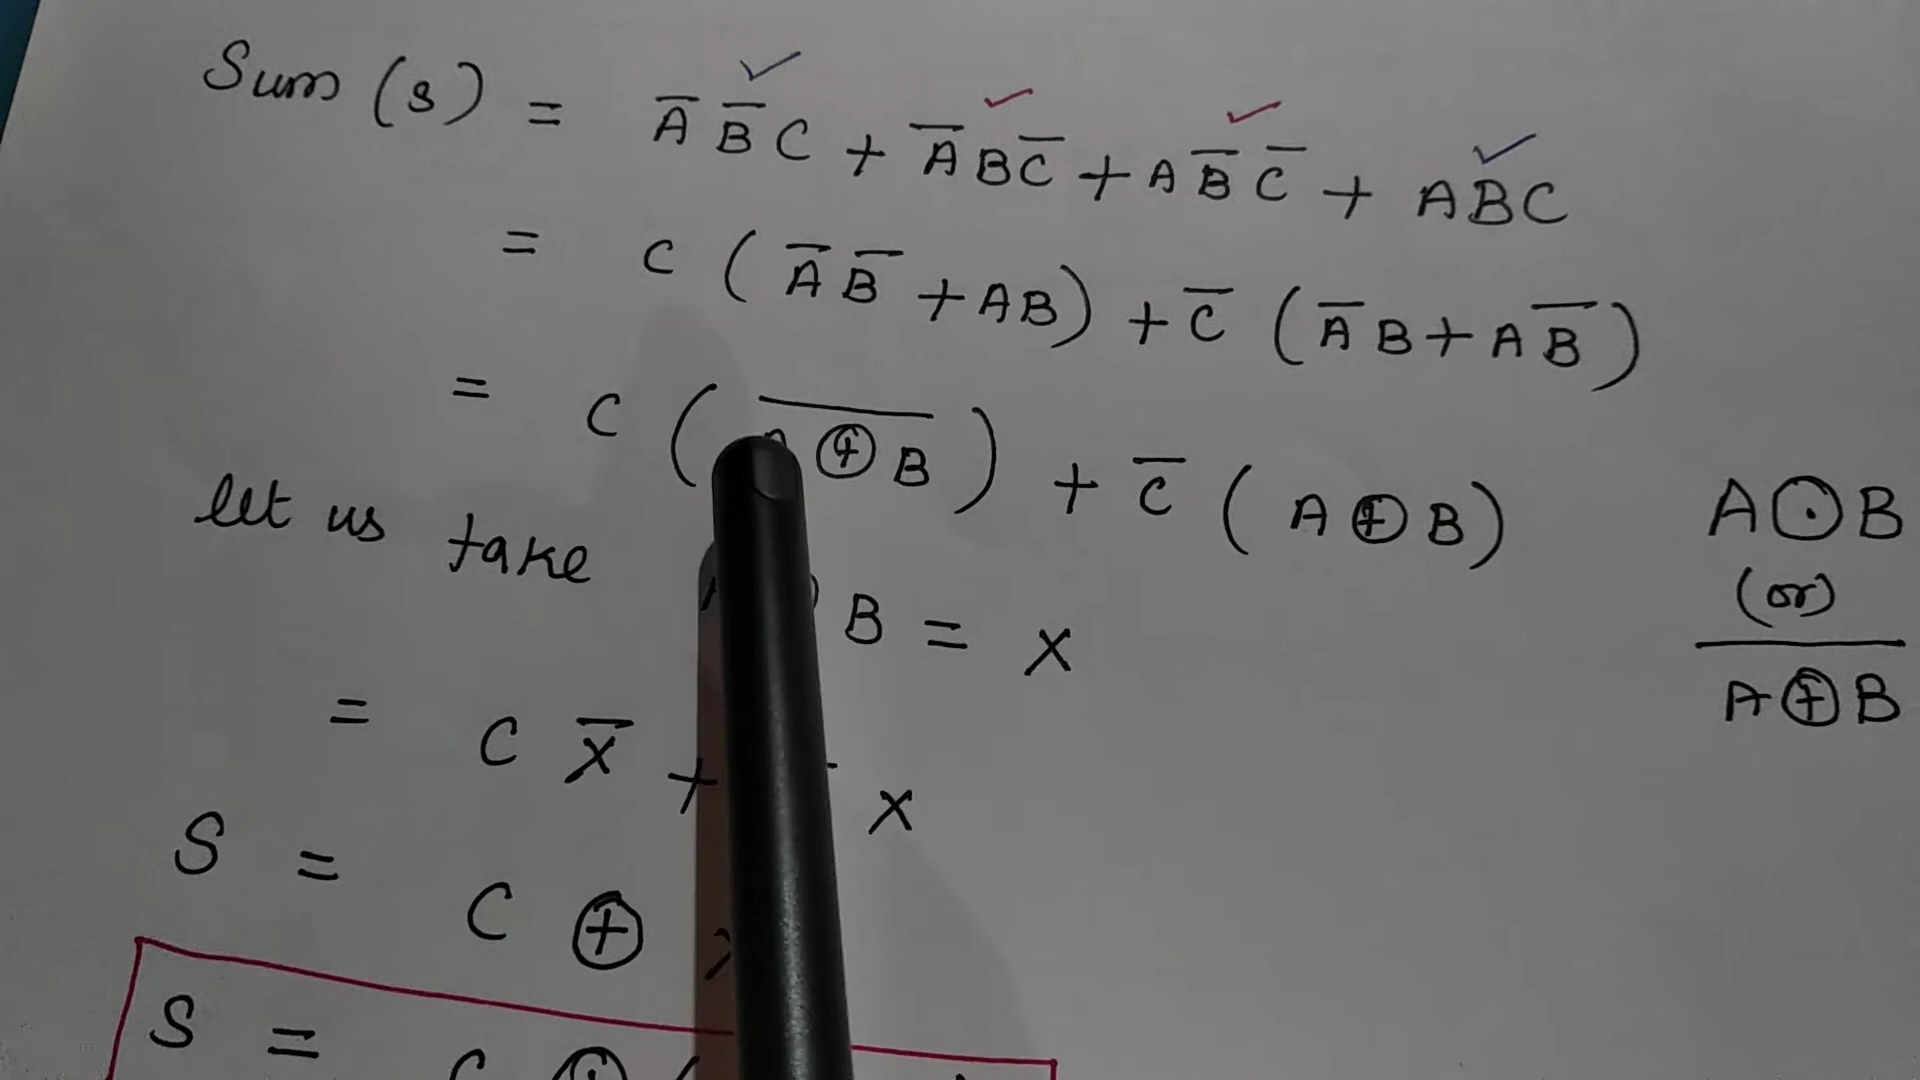 Sum (s) = A̅ B̅ C + A̅ B C̅ + A B̅ C̅ + A B C
= C ( A̅ B̅ + A B ) + C̅ ( A̅ B + A B̅ )
= C ( ⊕ B ) + C̅ ( A ⊕ B )
let us take B = X
= C X̅ + X
S = C ⊕
S = C ⊕ (
A ⊙ B
(or)
A̅ ̅⊕̅ ̅B̅